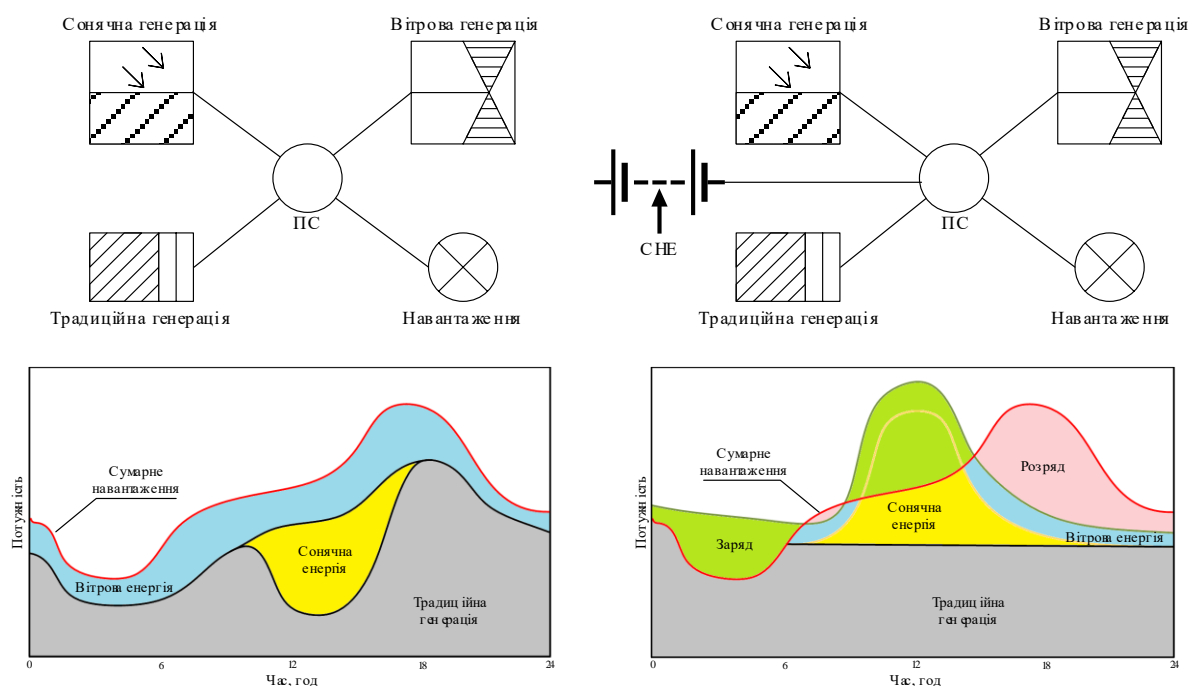 Сонячна генерація
Вітрова генерація
ПС
Традиційна генерація
Навантаження
Сонячна генерація
Вітрова генерація
СНЕ
ПС
Традиційна генерація
Навантаження
Потужність
Сумарне
навантаження
Вітрова енергія
Сонячна
енергія
Традиційна
генерація
0
6
12
18
24
Час, год
Потужність
Сумарне
навантаження
Заряд
Розряд
Сонячна
енергія
Вітрова енергія
Традиційна
генерація
0
6
12
18
24
Час, год